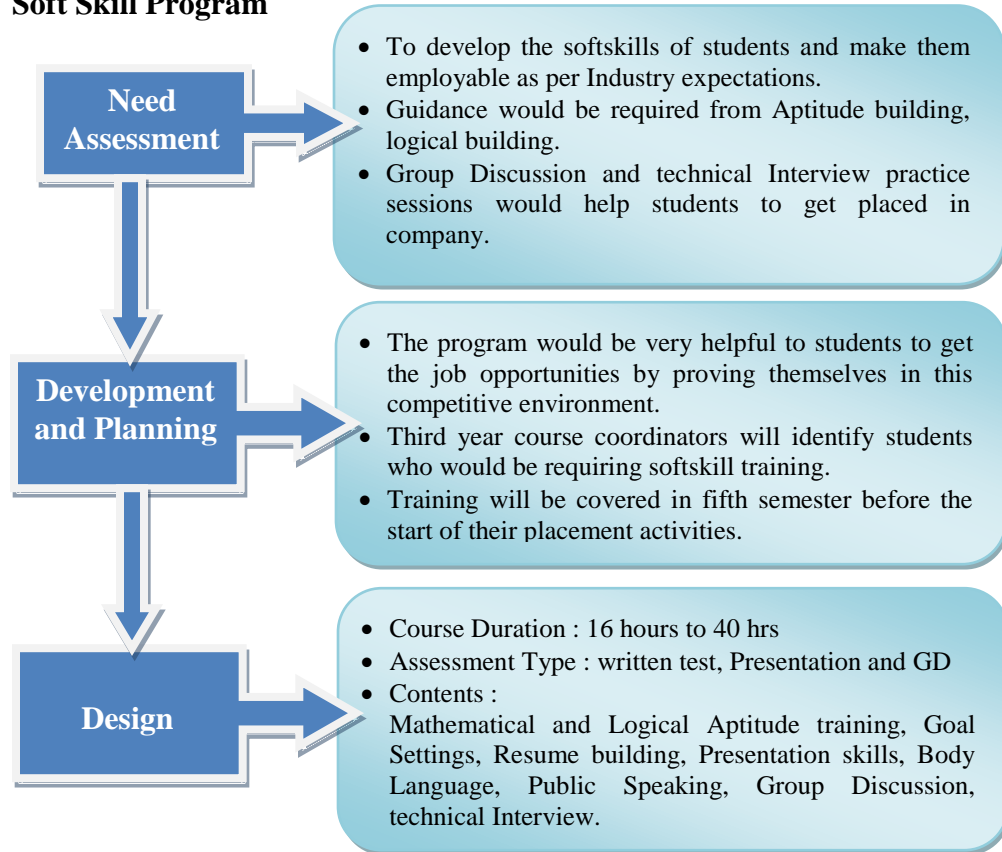 Soft Skill Program
Need
Assessment
• To develop the softskills of students and make them
employable as per Industry expectations.
• Guidance would be required from Aptitude building,
logical building.
• Group Discussion and technical Interview practice
sessions would help students to get placed in
company.
Development
and Planning
• The program would be very helpful to students to get
the job opportunities by proving themselves in this
competitive environment.
• Third year course coordinators will identify students
who would be requiring softskill training.
• Training will be covered in fifth semester before the
start of their placement activities.
Design
• Course Duration : 16 hours to 40 hrs
• Assessment Type : written test, Presentation and GD
• Contents :
Mathematical and Logical Aptitude training, Goal
Settings, Resume building, Presentation skills, Body
Language, Public Speaking, Group Discussion,
technical Interview.